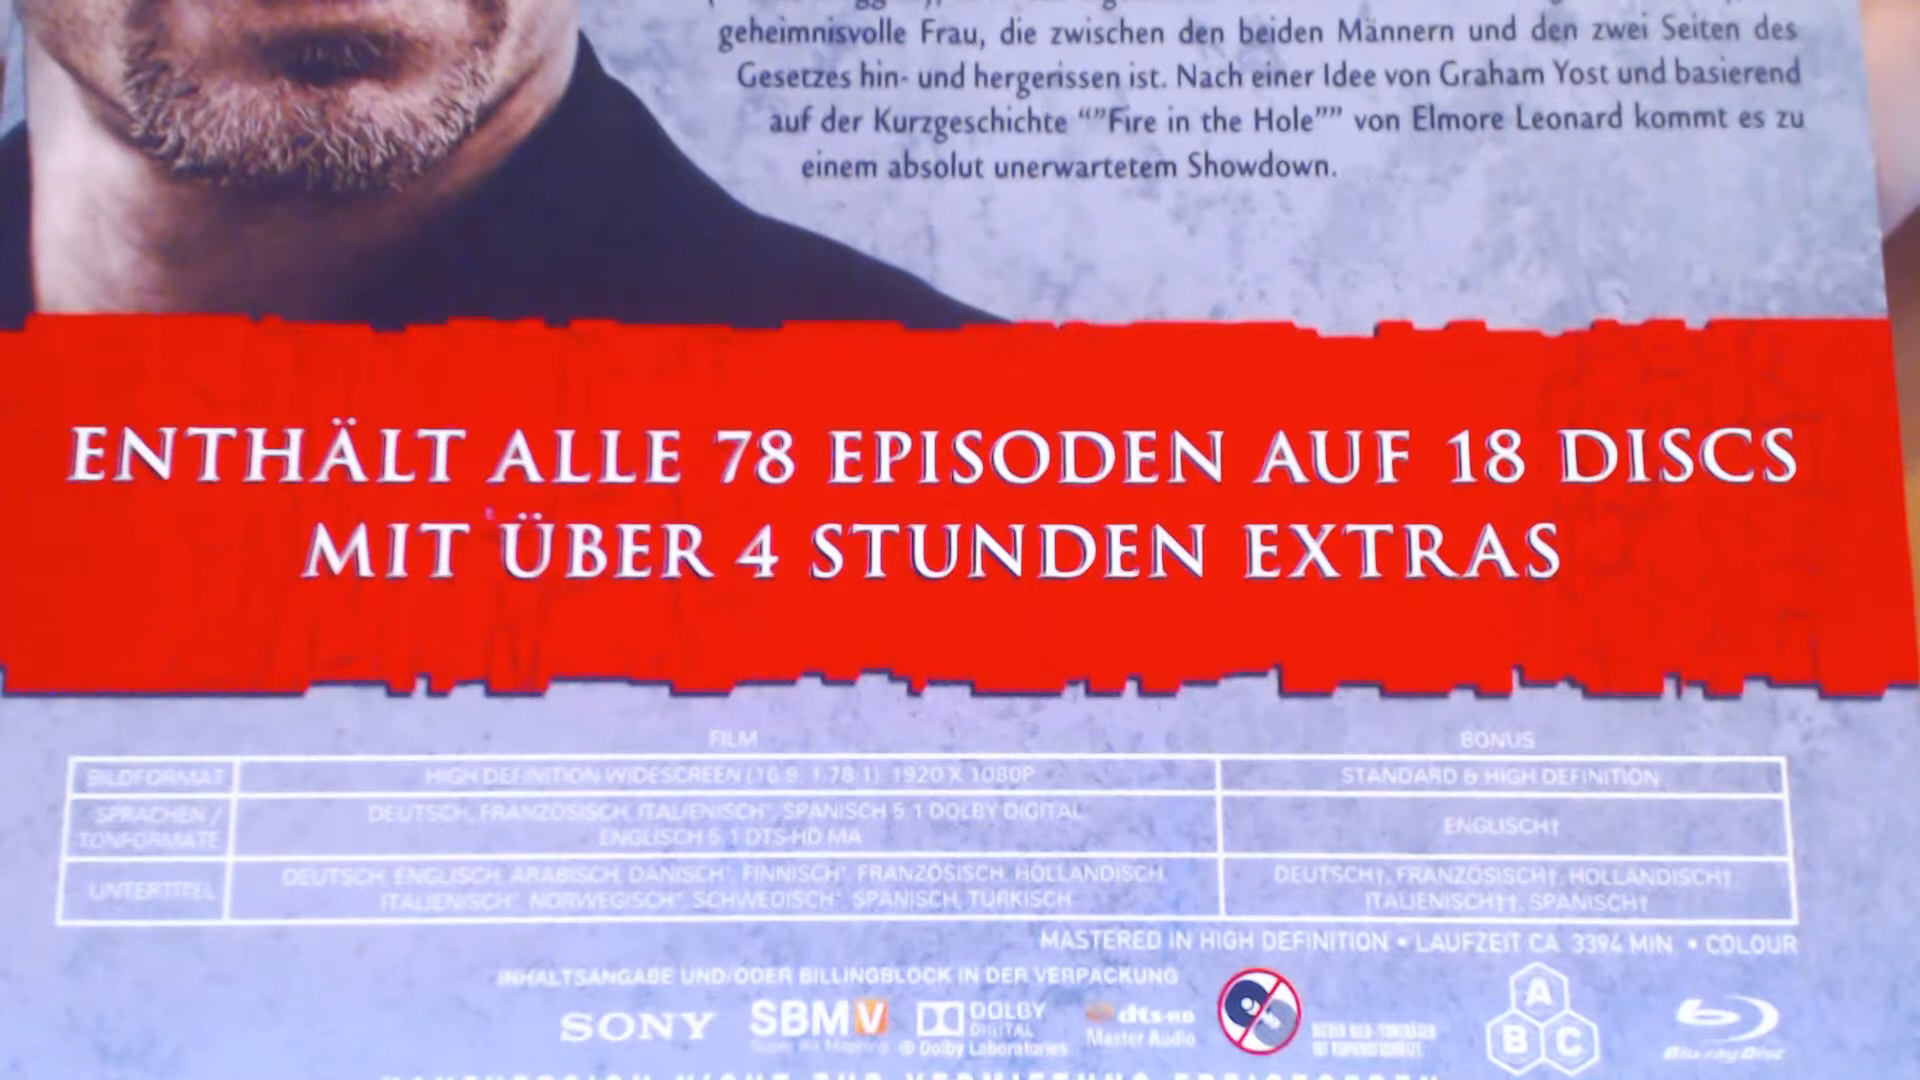 geheimnisvolle Frau, die zwischen den beiden Männern und den zwei Seiten des
Gesetzes hin- und hergerissen ist. Nach einer Idee von Graham Yost und basierend
auf der Kurzgeschichte “”Fire in the Hole”” von Elmore Leonard kommt es zu
einem absolut unerwartetem Showdown.
ENTHÄLT ALLE 78 EPISODEN AUF 18 DISCS
MIT ÜBER 4 STUNDEN EXTRAS
FILM BONUS
BILDFORMAT HIGH DEFINITION WIDESCREEN (16:9, 1.78:1) 1920 X 1080P STANDARD & HIGH DEFINITION
SPRACHEN / DEUTSCH, FRANZÖSISCH, ITALIENISCH*, SPANISCH 5.1 DOLBY DIGITAL
TONFORMATE ENGLISCH 5.1 DTS-HD MA ENGLISCH†
UNTERTITEL DEUTSCH, ENGLISCH, ARABISCH, DÄNISCH*, FINNISCH*, FRANZÖSISCH, HOLLÄNDISCH, DEUTSCH†, FRANZÖSISCH†, HOLLÄNDISCH†,
ITALIENISCH*, NORWEGISCH*, SCHWEDISCH*, SPANISCH, TÜRKISCH ITALIENISCH††, SPANISCH†
MASTERED IN HIGH DEFINITION • LAUFZEIT CA. 3394 MIN. • COLOUR
INHALTSANGABE UND/ODER BILLINGBLOCK IN DER VERPACKUNG
SONY SBMV DOLBY DIGITAL dts-HD Master Audio A B C Blu-ray Disc
© Dolby Laboratories